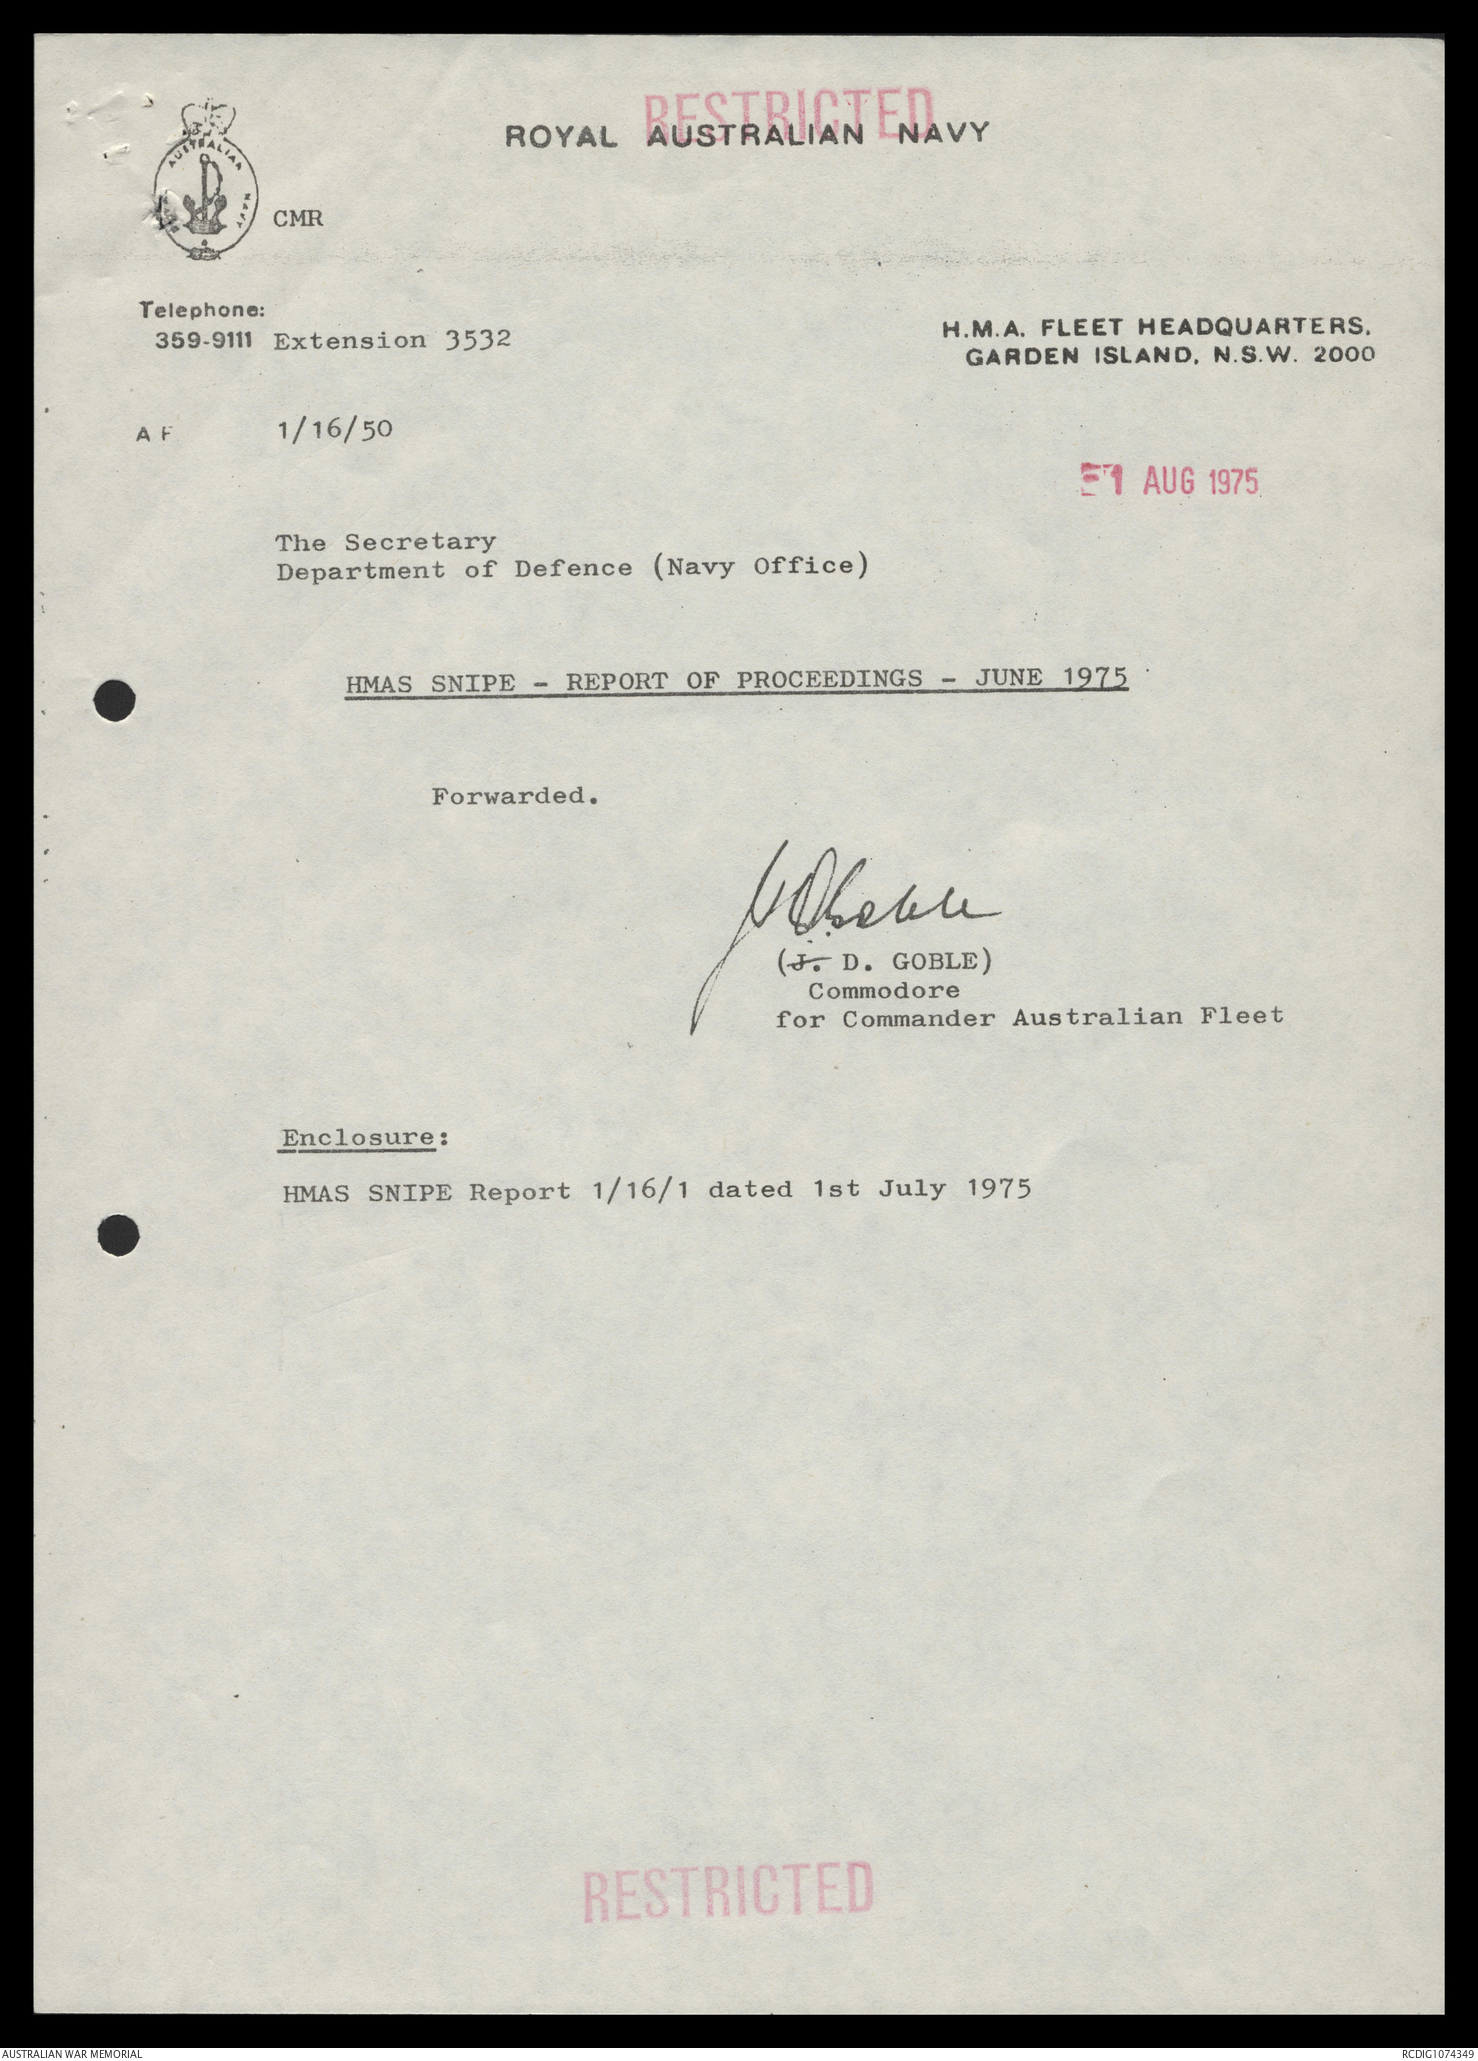 RESTRICTED
ROYAL AUSTRALIAN NAVY
AUSTRALIAN NAVY
CMR
Telephone:
359-9111 Extension 3532
H.M.A. FLEET HEADQUARTERS,
GARDEN ISLAND, N.S.W. 2000
AF 1/16/50
1 AUG 1975
The Secretary
Department of Defence (Navy Office)
HMAS SNIPE - REPORT OF PROCEEDINGS - JUNE 1975
Forwarded.
(J. D. GOBLE)
Commodore
for Commander Australian Fleet
Enclosure:
HMAS SNIPE Report 1/16/1 dated 1st July 1975
RESTRICTED
AUSTRALIAN WAR MEMORIAL
RCDIG1074349